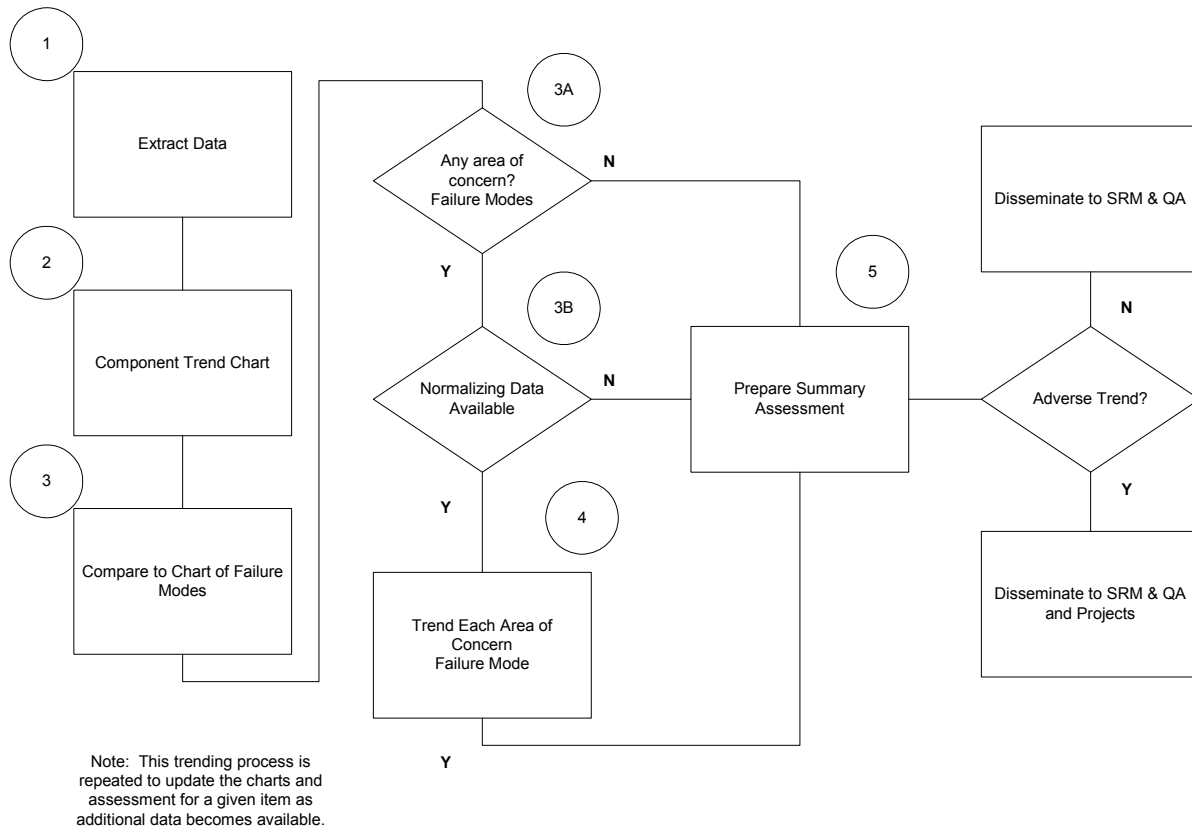 1
Extract Data
2
Component Trend Chart
3
Compare to Chart of Failure
Modes
3A
Any area of
concern?
Failure Modes
N
Y
3B
Normalizing Data
Available
N
Y
4
Trend Each Area of
Concern
Failure Mode
Y
5
Prepare Summary
Assessment
Disseminate to SRM & QA
N
Adverse Trend?
Y
Disseminate to SRM & QA
and Projects
Note: This trending process is
repeated to update the charts and
assessment for a given item as
additional data becomes available.